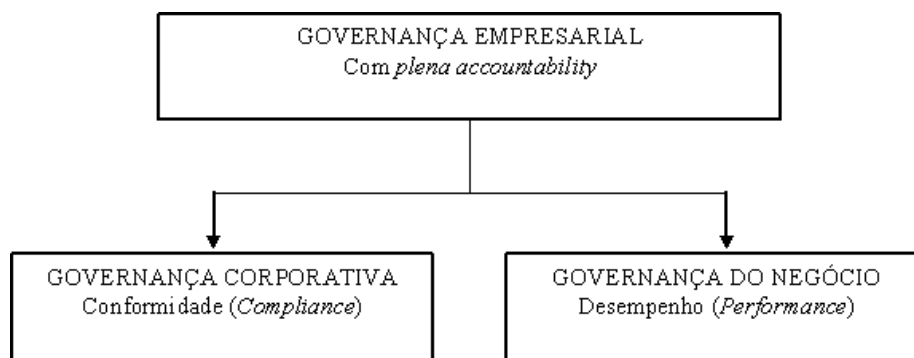 GOVERNANÇA EMPRESARIAL
Com plena accountability
GOVERNANÇA CORPORATIVA
Conformidade (Compliance)
GOVERNANÇA DO NEGÓCIO
Desempenho (Performance)